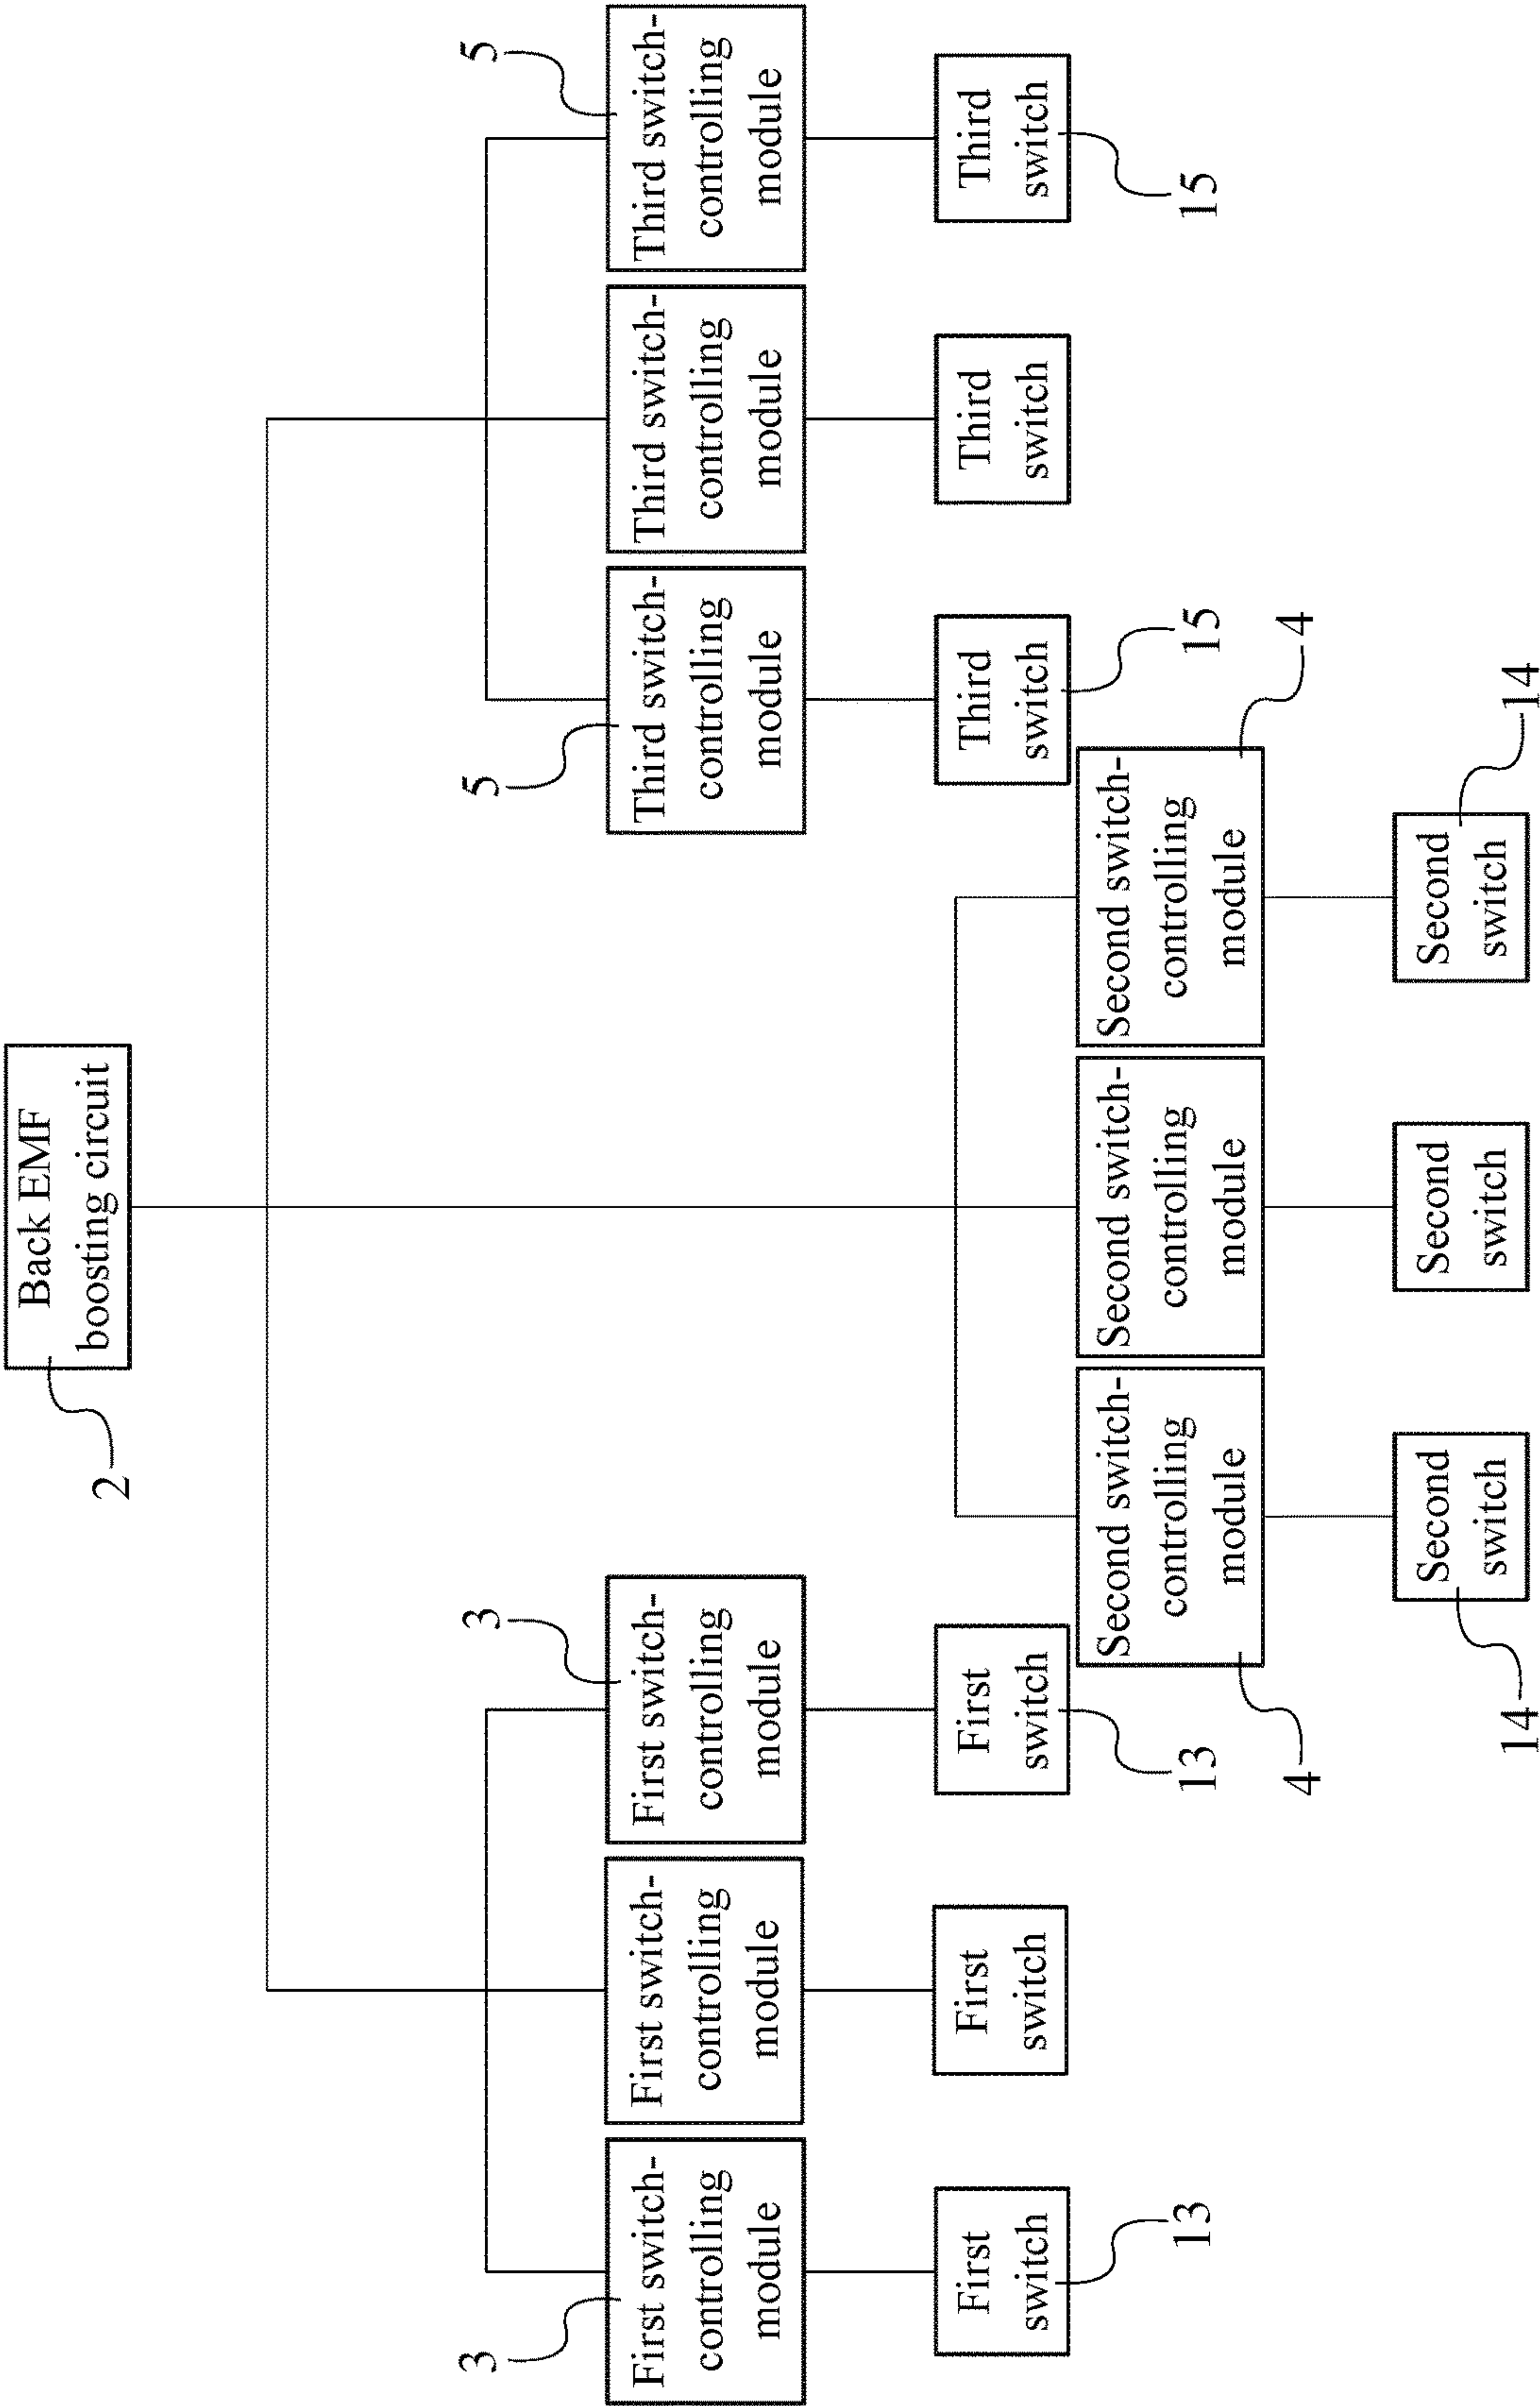 Back EMF
boosting circuit
2
3
First switch-
controlling
module
First switch-
controlling
module
3
First switch-
controlling
module
5
Third switch-
controlling
module
Third switch-
controlling
module
5
Third switch-
controlling
module
First
switch
13
First
switch
First
switch
13
Third
switch
15
Third
switch
Third
switch
15
4
Second switch-
controlling
module
Second switch-
controlling
module
Second switch-
controlling
module
4
14
Second
switch
Second
switch
Second
switch
14